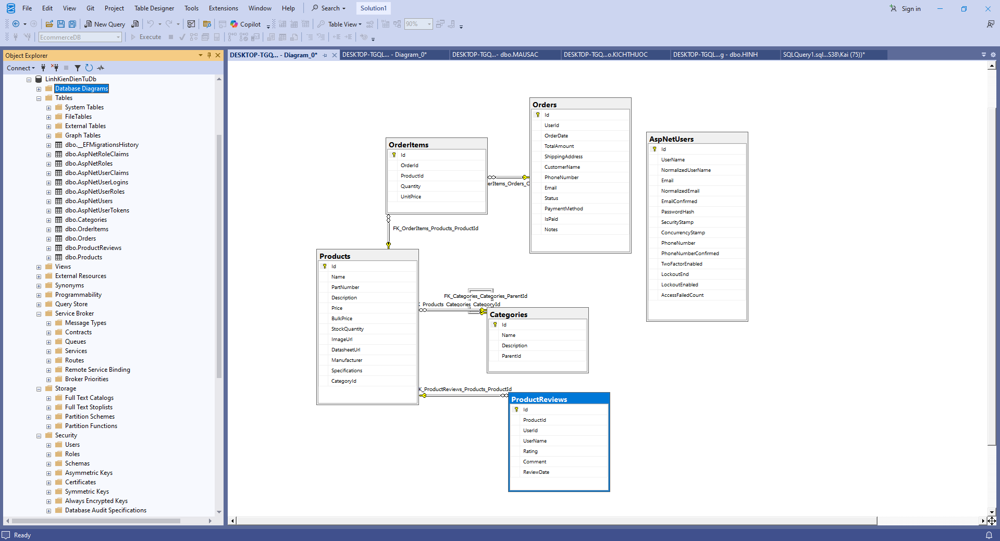 File Edit View Git Project Table Designer Tools Extensions Window Help Search Solution1 Sign in
New Query Copilot Table View 90%
EcommerceDB Execute
Object Explorer
Connect
LinhKienDienTuDb
Database Diagrams
Tables
System Tables
FileTables
External Tables
Graph Tables
dbo.__EFMigrationsHistory
dbo.AspNetRoleClaims
dbo.AspNetRoles
dbo.AspNetUserClaims
dbo.AspNetUserLogins
dbo.AspNetUserRoles
dbo.AspNetUsers
dbo.AspNetUserTokens
dbo.Categories
dbo.OrderItems
dbo.Orders
dbo.ProductReviews
dbo.Products
Views
External Resources
Synonyms
Programmability
Query Store
Service Broker
Message Types
Contracts
Queues
Services
Routes
Remote Service Binding
Broker Priorities
Storage
Full Text Catalogs
Full Text Stoplists
Partition Schemes
Partition Functions
Security
Users
Roles
Schemas
Asymmetric Keys
Certificates
Symmetric Keys
Always Encrypted Keys
Database Audit Specifications
DESKTOP-TGQ... - Diagram_0* DESKTOP-TGQL... - Diagram_0* DESKTOP-TGQ...- dbo.MAUSAC DESKTOP-TGQ...o.KICHTHUOC DESKTOP-TGQL...g - dbo.HINH SQLQuery1.sql...S38\Kai (75))*
OrderItems
Id
OrderId
ProductId
Quantity
UnitPrice
erItems_Orders_O
FK_OrderItems_Products_ProductId
Orders
Id
UserId
OrderDate
TotalAmount
ShippingAddress
CustomerName
PhoneNumber
Email
Status
PaymentMethod
IsPaid
Notes
AspNetUsers
Id
UserName
NormalizedUserName
Email
NormalizedEmail
EmailConfirmed
PasswordHash
SecurityStamp
ConcurrencyStamp
PhoneNumber
PhoneNumberConfirmed
TwoFactorEnabled
LockoutEnd
LockoutEnabled
AccessFailedCount
Products
Id
Name
PartNumber
Description
Price
BulkPrice
StockQuantity
ImageUrl
DatasheetUrl
Manufacturer
Specifications
CategoryId
FK_Categories_Categories_ParentId
K_Products_Categories_CategoryId
Categories
Id
Name
Description
ParentId
K_ProductReviews_Products_ProductId
ProductReviews
Id
ProductId
UserId
UserName
Rating
Comment
ReviewDate
Ready